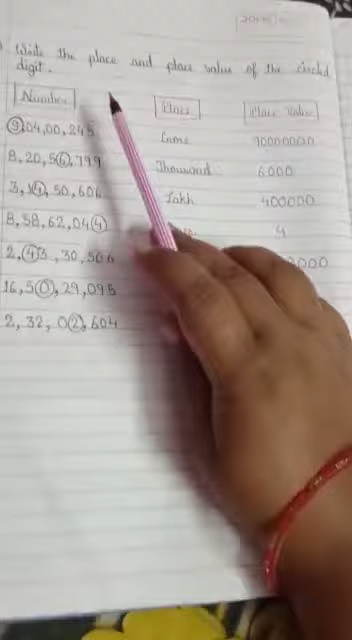 Write the place and place value of the circled
digit.
Number Place Place Value
9,04,00,245 90000000
8,20,56,799 Thousand 6000
3,14,50,606 Lakh 400000
8,58,62,044 4
2,43,30,506
16,50,29,095
2,32,02,604